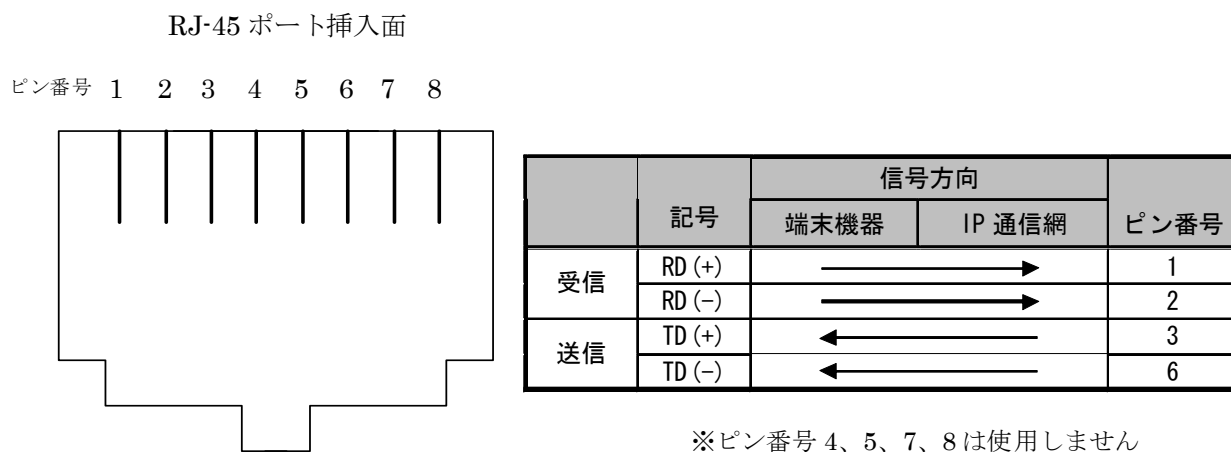 RJ-45 ポート挿入面
ピン番号 1 2 3 4 5 6 7 8
信号方向
記号 端末機器 IP 通信網 ピン番号
受信 RD(+) 1
RD(−) 2
送信 TD(+) 3
TD(−) 6
※ピン番号 4、5、7、8 は使用しません